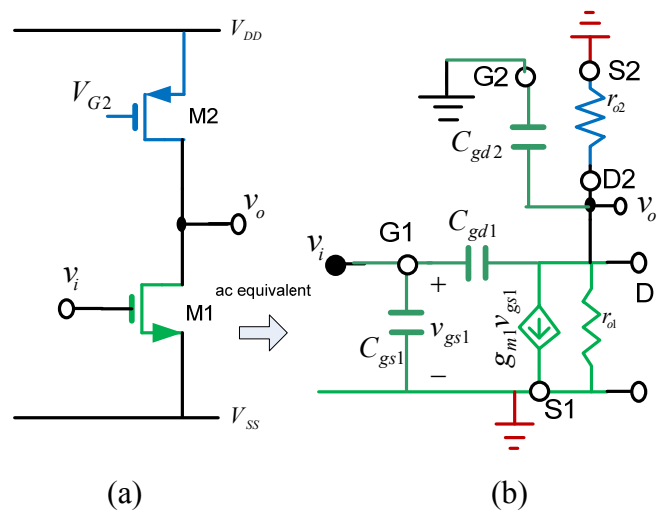 V_DD
V_G2
M2
v_o
v_i
M1
V_SS
ac equivalent
(a)
G2
S2
C_gd2
r_o2
D2
v_o
v_i
G1
C_gd1
D
+
C_gs1
v_gs1
g_m1 v_gs1
r_o1
−
S1
(b)